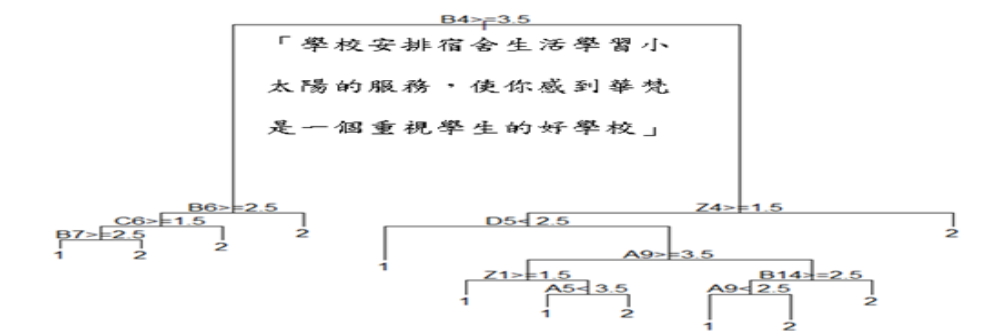 B4>=3.5
「學校安排宿舍生活學習小
太陽的服務,使你感到華梵
是一個重視學生的好學校」
B6>=2.5
Z4>=1.5
C6>=1.5
D5< 2.5
B7>=2.5
2
2
2
1
2
1
A9>=3.5
Z1>=1.5
B14>=2.5
A5< 3.5
A9< 2.5
1
2
1
2
1
2